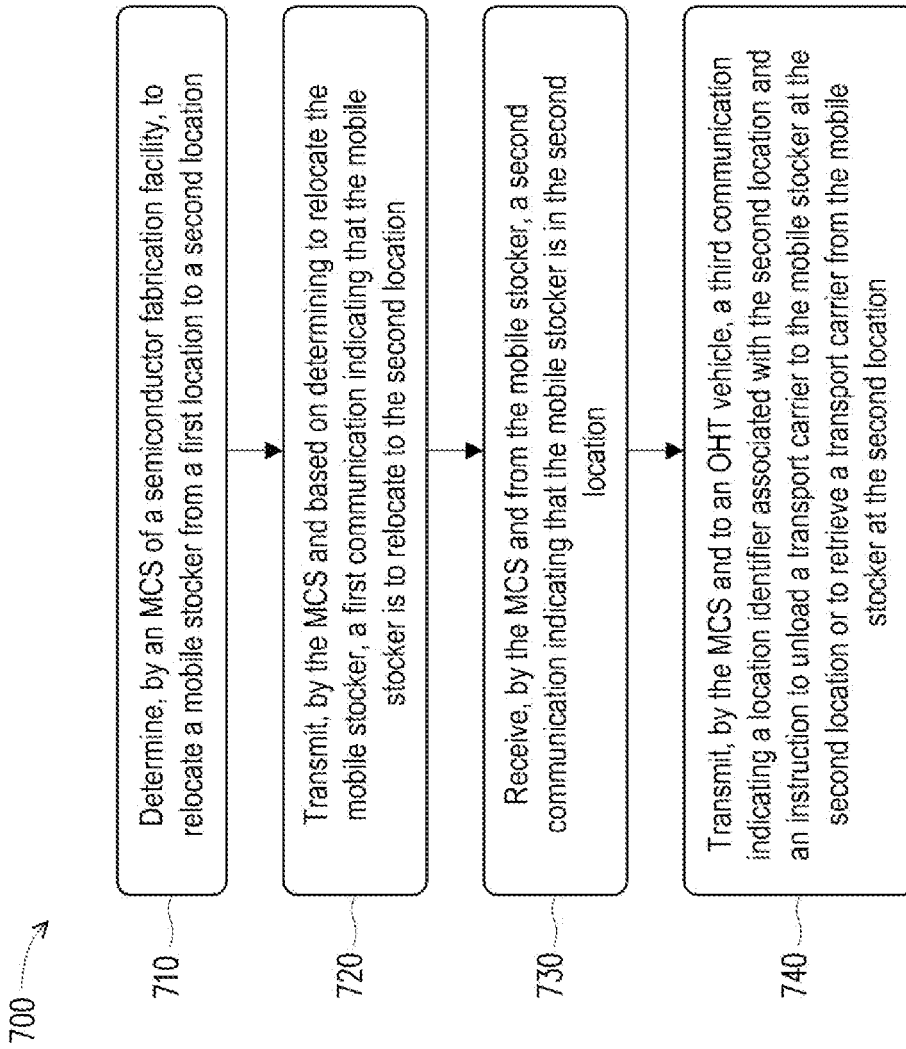 700
710
Determine, by an MCS of a semiconductor fabrication facility, to
relocate a mobile stocker from a first location to a second location
720
Transmit, by the MCS and based on determining to relocate the
mobile stocker, a first communication indicating that the mobile
stocker is to relocate to the second location
730
Receive, by the MCS and from the mobile stocker, a second
communication indicating that the mobile stocker is in the second
location
740
Transmit, by the MCS and to an OHT vehicle, a third communication
indicating a location identifier associated with the second location and
an instruction to unload a transport carrier to the mobile stocker at the
second location or to retrieve a transport carrier from the mobile
stocker at the second location